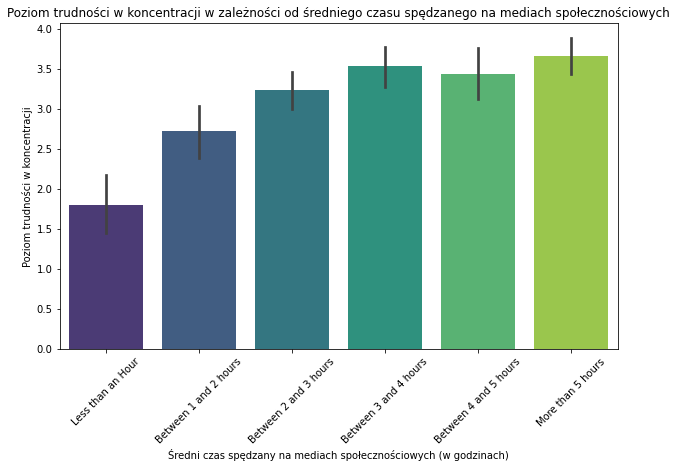 Poziom trudności w koncentracji w zależności od średniego czasu spędzanego na mediach społecznościowych
Poziom trudności w koncentracji
4.0
3.5
3.0
2.5
2.0
1.5
1.0
0.5
0.0
Less than an Hour
Between 1 and 2 hours
Between 2 and 3 hours
Between 3 and 4 hours
Between 4 and 5 hours
More than 5 hours
Średni czas spędzany na mediach społecznościowych (w godzinach)